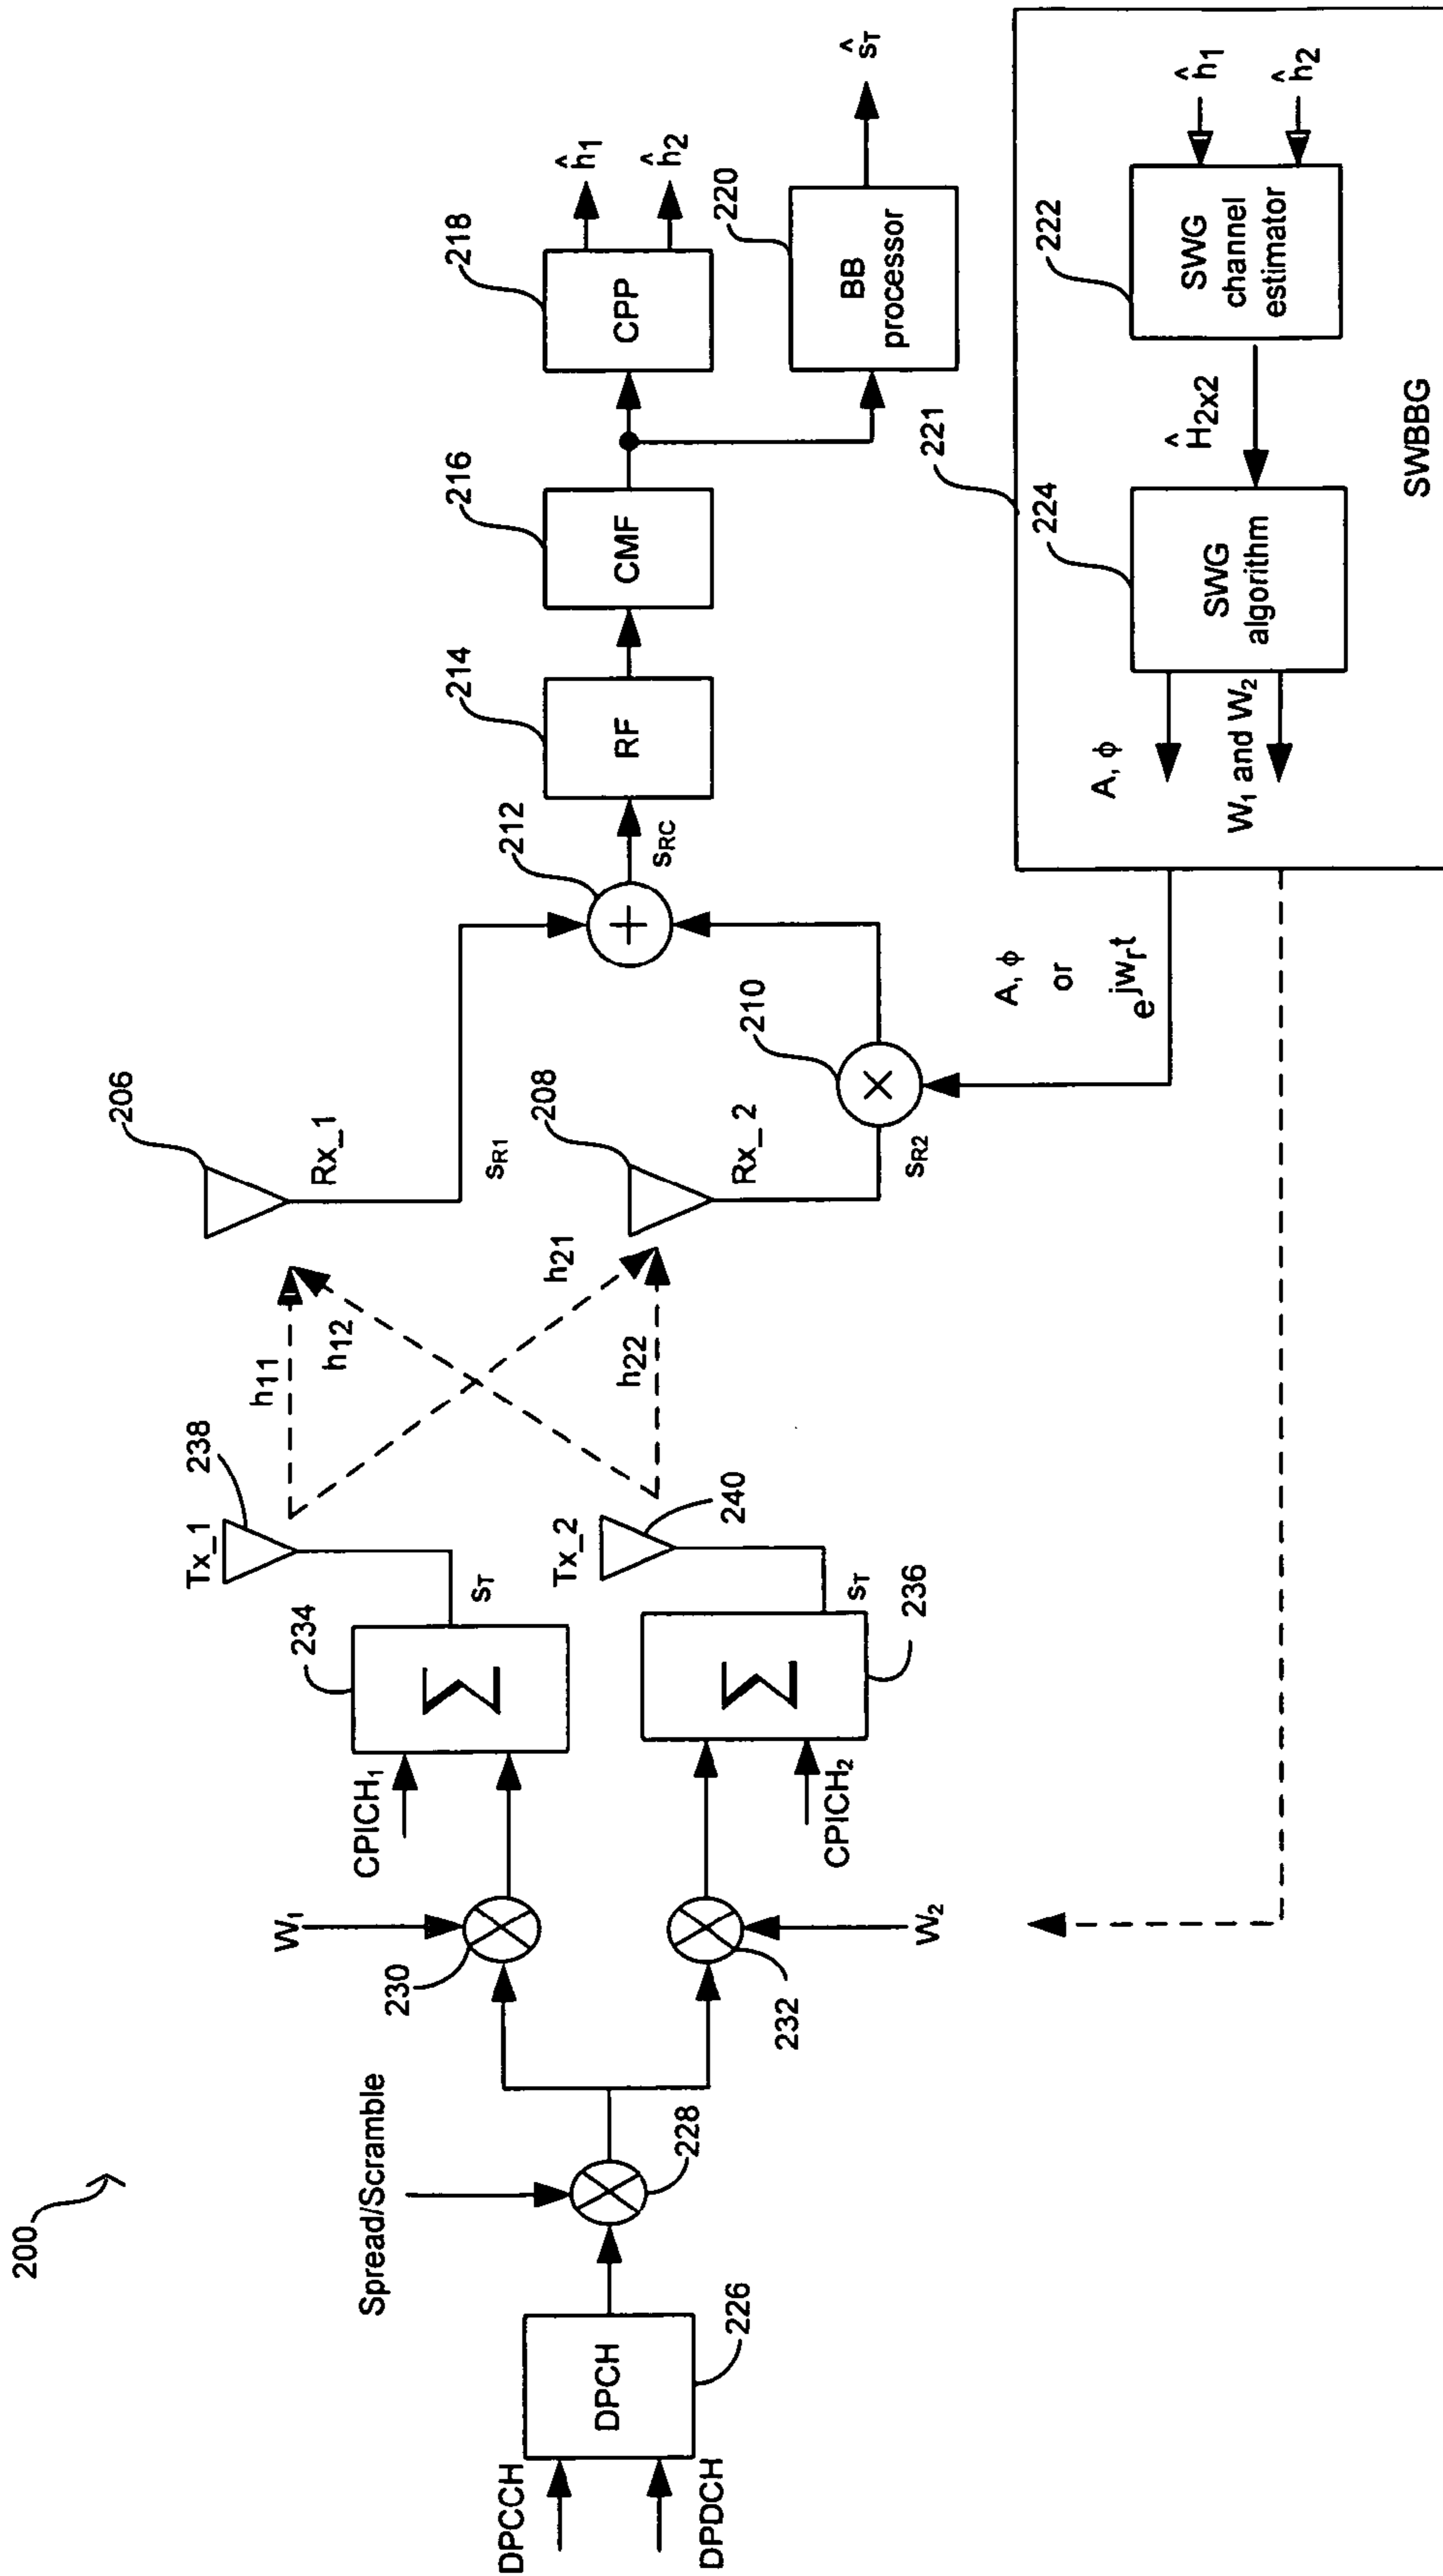 200
DPCCH
DPDCH
DPCH
226
Spread/Scramble
228
W₁
230
232
W₂
CPICH₁
CPICH₂
234
Σ
sT
Σ
sT
236
Tx_1
238
Tx_2
240
h11
h12
h21
h22
206
Rx_1
sR1
208
Rx_2
sR2
210
×
A, ϕ
or
e^jwrt
212
+
sRC
214
RF
216
CMF
218
CPP
ĥ1
ĥ2
220
BB
processor
ŝT
221
A, ϕ
W₁ and W₂
224
SWG
algorithm
Ĥ2x2
222
SWG
channel
estimator
ĥ1
ĥ2
SWBBG